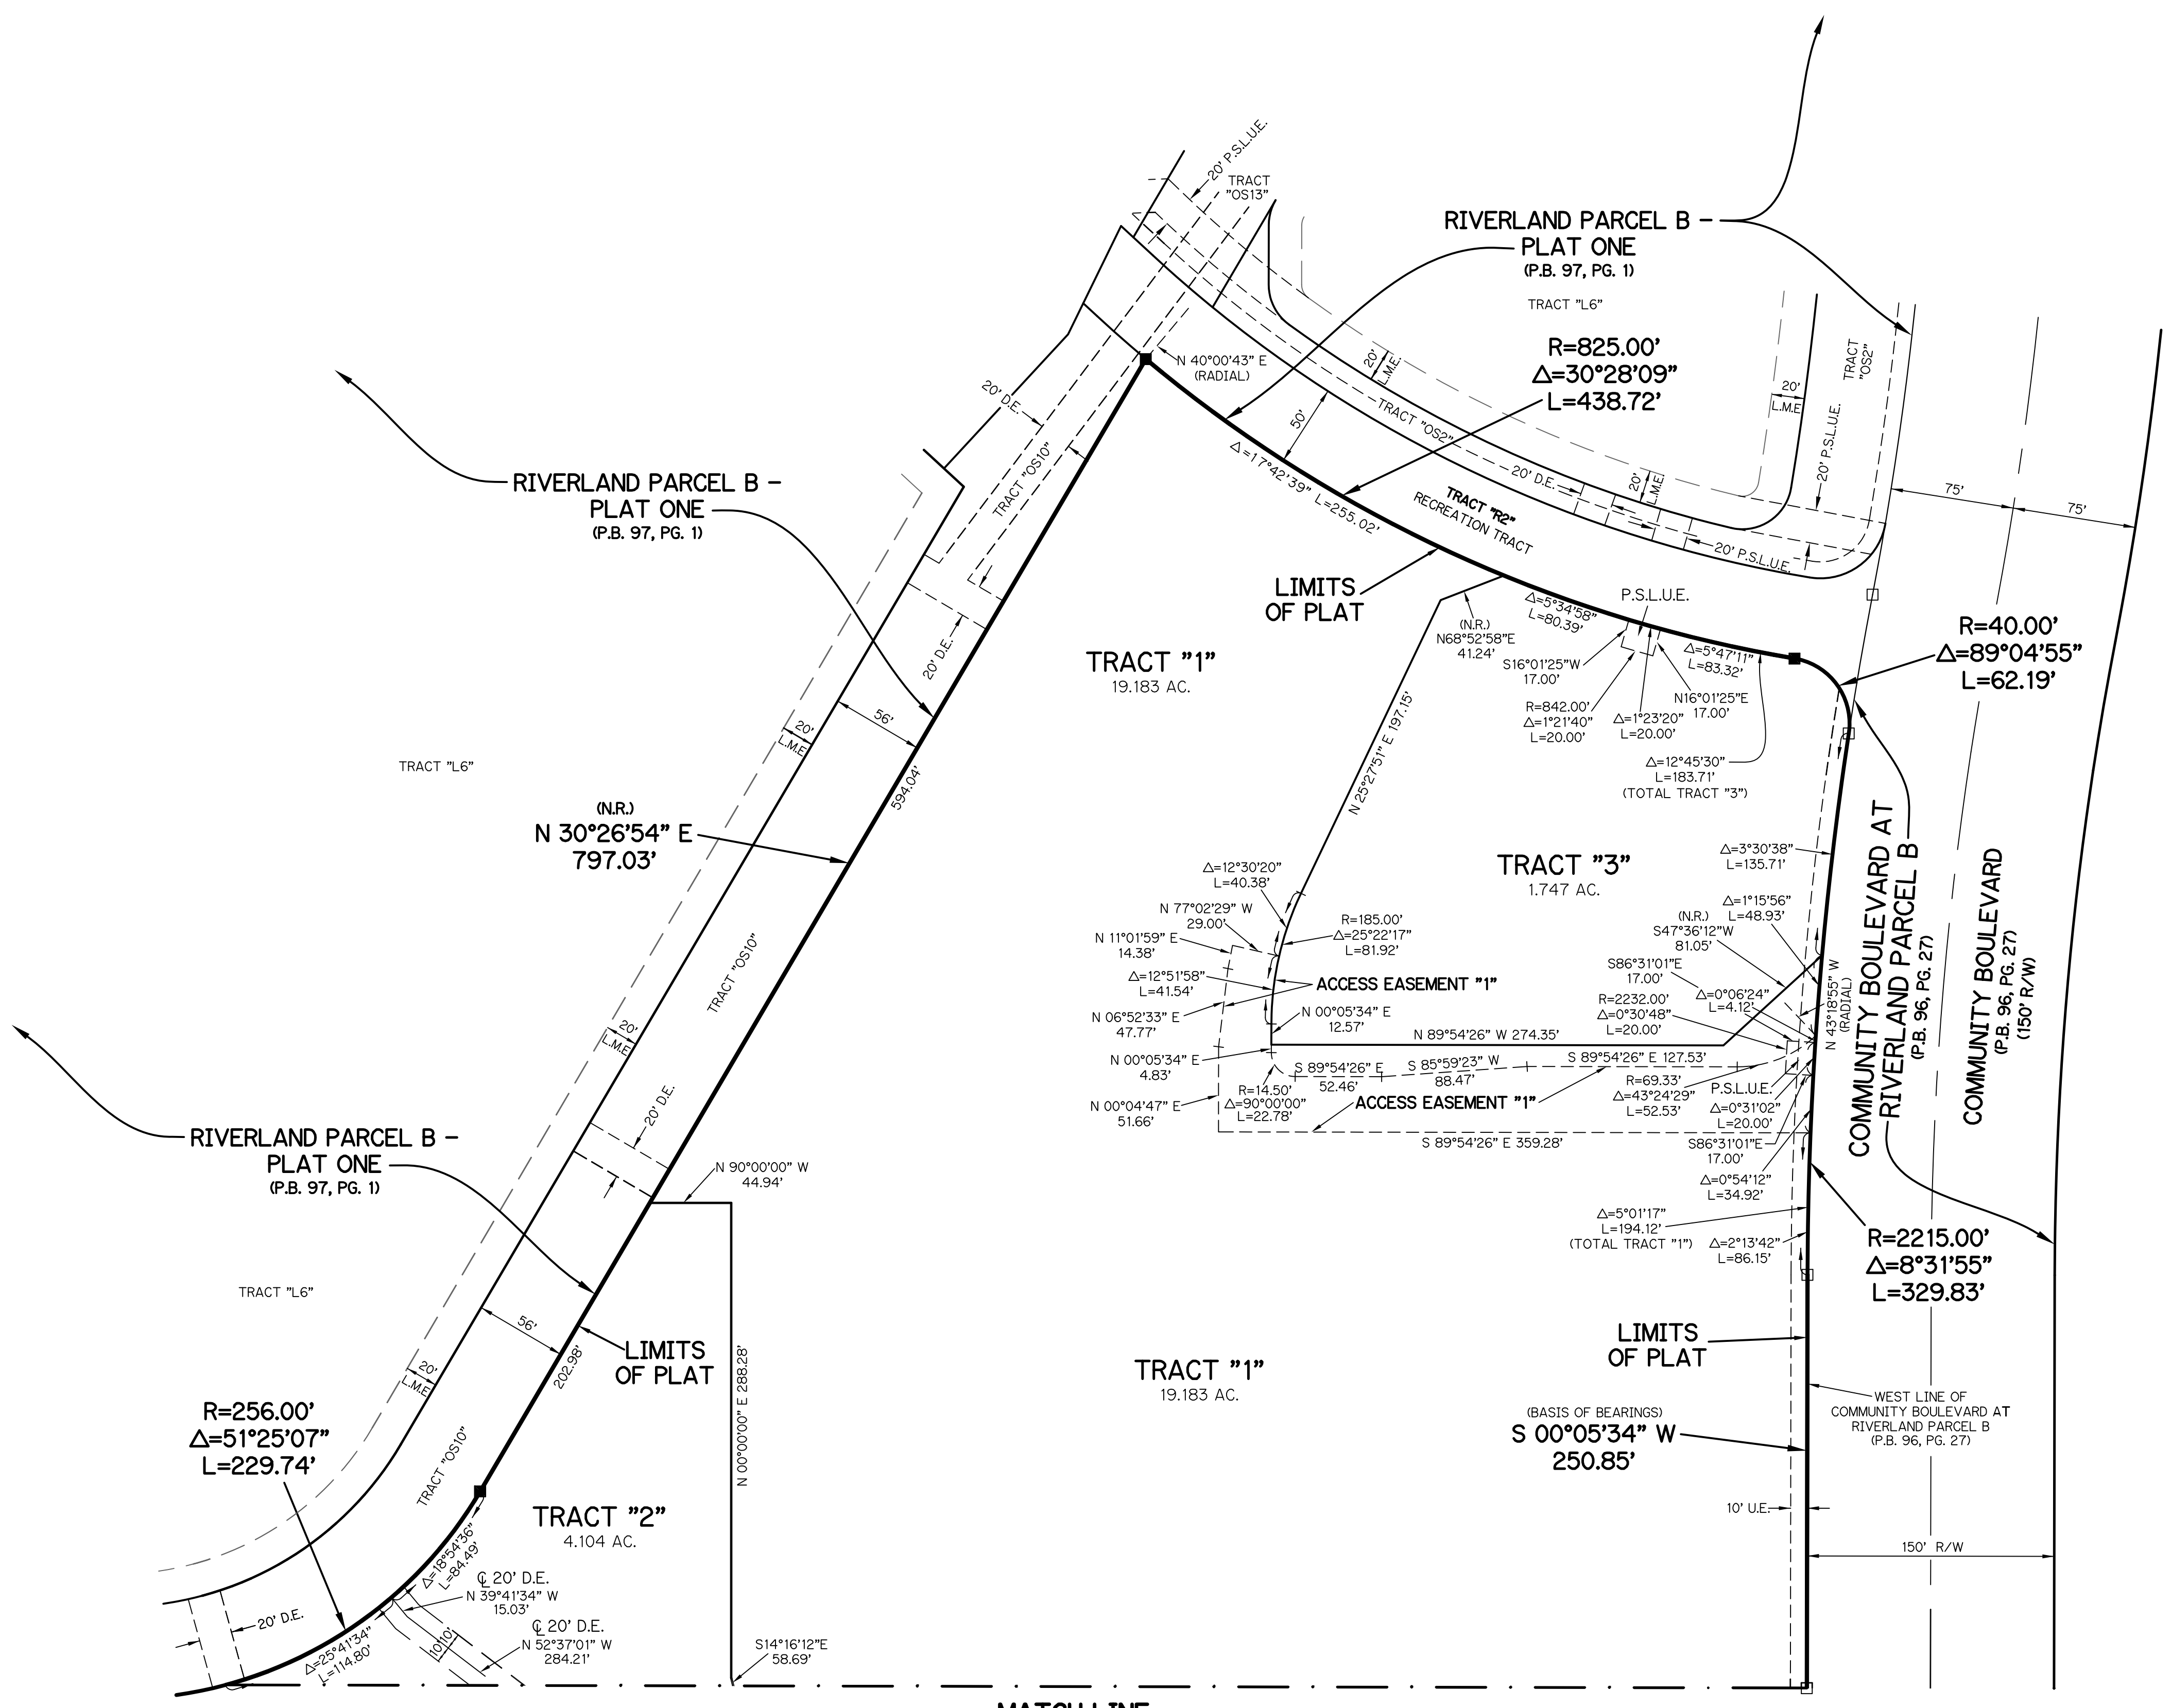 20' P.S.L.U.E.
TRACT
"OS13"
RIVERLAND PARCEL B -
PLAT ONE
(P.B. 97, PG. 1)
TRACT "L6"
R=825.00'
Δ=30°28'09"
L=438.72'
N 40°00'43" E
(RADIAL)
20'
L.M.E.
TRACT
"OS2"
20'
L.M.E
20' P.S.L.U.E.
20' D.E.
TRACT "OS10"
50'
TRACT "OS2"
20' D.E.
20'
L.M.E.
75'
75'
Δ=17°42'39" L=255.02'
TRACT "R2"
RECREATION TRACT
20' P.S.L.U.E.
RIVERLAND PARCEL B -
PLAT ONE
(P.B. 97, PG. 1)
LIMITS
OF PLAT
Δ=5°34'58"
L=80.39'
P.S.L.U.E.
20' D.E.
TRACT "1"
19.183 AC.
(N.R.)
N68°52'58"E
41.24'
S16°01'25"W
17.00'
R=842.00'
Δ=1°21'40"
L=20.00'
Δ=1°23'20"
L=20.00'
N16°01'25"E
17.00'
Δ=5°47'11"
L=83.32'
R=40.00'
Δ=89°04'55"
L=62.19'
Δ=12°45'30"
L=183.71'
(TOTAL TRACT "3")
56'
20'
L.M.E
TRACT "L6"
594.04'
N 25°27'51" E 197.15'
(N.R.)
N 30°26'54" E
797.03'
TRACT "3"
1.747 AC.
Δ=3°30'38"
L=135.71'
COMMUNITY BOULEVARD AT
RIVERLAND PARCEL B
(P.B. 96, PG. 27)
COMMUNITY BOULEVARD
(P.B. 96, PG. 27)
(150' R/W)
Δ=12°30'20"
L=40.38'
N 77°02'29" W
29.00'
N 11°01'59" E
14.38'
R=185.00'
Δ=25°22'17"
L=81.92'
Δ=1°15'56"
L=48.93'
(N.R.)
S47°36'12"W
81.05'
TRACT "OS10"
Δ=12°51'58"
L=41.54'
ACCESS EASEMENT "1"
S86°31'01"E
17.00'
N 43°18'55" W
(RADIAL)
N 06°52'33" E
47.77'
N 00°05'34" E
12.57'
R=2232.00'
Δ=0°30'48"
L=20.00'
Δ=0°06'24"
L=4.12'
20'
L.M.E
N 89°54'26" W 274.35'
N 00°05'34" E
4.83'
S 89°54'26" E
52.46'
S 85°59'23" W
88.47'
S 89°54'26" E 127.53'
R=69.33'
Δ=43°24'29"
L=52.53'
P.S.L.U.E.
R=14.50'
Δ=90°00'00"
L=22.78'
N 00°04'47" E
51.66'
ACCESS EASEMENT "1"
Δ=0°31'02"
L=20.00'
S 89°54'26" E 359.28'
S86°31'01"E
17.00'
20' D.E.
RIVERLAND PARCEL B -
PLAT ONE
(P.B. 97, PG. 1)
N 90°00'00" W
44.94'
Δ=0°54'12"
L=34.92'
Δ=5°01'17"
L=194.12'
(TOTAL TRACT "1")
Δ=2°13'42"
L=86.15'
R=2215.00'
Δ=8°31'55"
L=329.83'
TRACT "L6"
56'
LIMITS
OF PLAT
202.98'
20'
L.M.E
N 00°00'00" E 288.28'
TRACT "1"
19.183 AC.
LIMITS
OF PLAT
WEST LINE OF
COMMUNITY BOULEVARD AT
RIVERLAND PARCEL B
(P.B. 96, PG. 27)
(BASIS OF BEARINGS)
S 00°05'34" W
250.85'
R=256.00'
Δ=51°25'07"
L=229.74'
TRACT "OS10"
10' U.E.
150' R/W
TRACT "2"
4.104 AC.
Δ=18°54'36"
L=84.49'
℄ 20' D.E.
N 39°41'34" W
15.03'
℄ 20' D.E.
N 52°37'01" W
284.21'
20' D.E.
10'10'
Δ=25°41'34"
L=114.80'
S14°16'12"E
58.69'
MATCH LINE